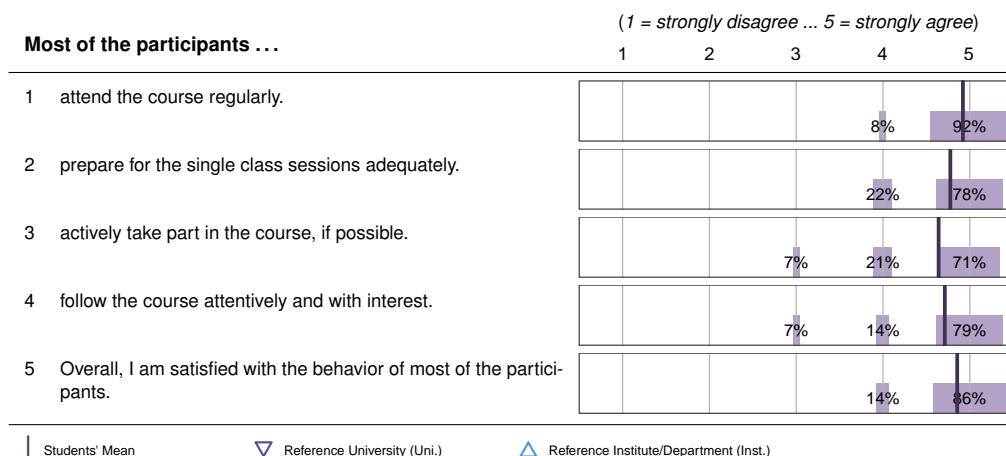 (1 = strongly disagree ... 5 = strongly agree)
Most of the participants ...
1 2 3 4 5
1 attend the course regularly.
8% 92%
2 prepare for the single class sessions adequately.
22% 78%
3 actively take part in the course, if possible.
7% 21% 71%
4 follow the course attentively and with interest.
7% 14% 79%
5 Overall, I am satisfied with the behavior of most of the partici-
pants.
14% 86%
Students' Mean Reference University (Uni.) Reference Institute/Department (Inst.)